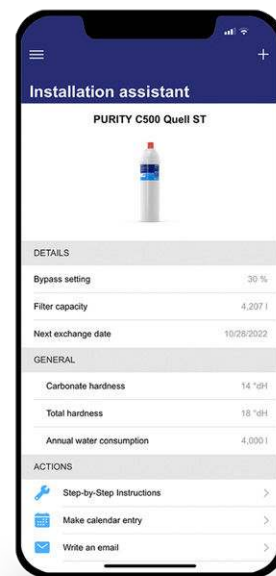 Installation assistant
PURITY C500 Quell ST
DETAILS
Bypass setting 30 %
Filter capacity 4,207 l
Next exchange date 10/28/2022
GENERAL
Carbonate hardness 14 °dH
Total hardness 18 °dH
Annual water consumption 4,000 l
ACTIONS
Step-by-Step Instructions
Make calendar entry
Write an email